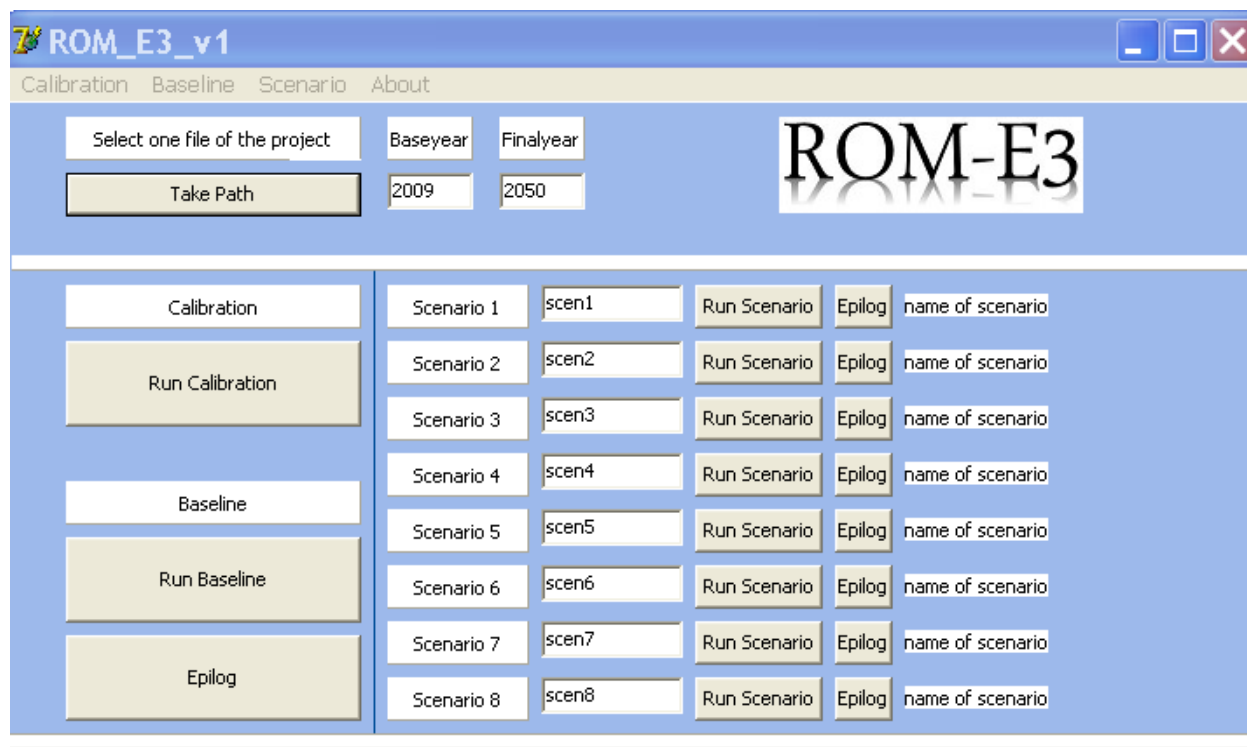 ROM_E3_v1
Calibration Baseline Scenario About
Select one file of the project Baseyear Finalyear
ROM-E3
Take Path 2009 2050
Calibration
Run Calibration
Baseline
Run Baseline
Epilog
Scenario 1 scen1 Run Scenario Epilog name of scenario
Scenario 2 scen2 Run Scenario Epilog name of scenario
Scenario 3 scen3 Run Scenario Epilog name of scenario
Scenario 4 scen4 Run Scenario Epilog name of scenario
Scenario 5 scen5 Run Scenario Epilog name of scenario
Scenario 6 scen6 Run Scenario Epilog name of scenario
Scenario 7 scen7 Run Scenario Epilog name of scenario
Scenario 8 scen8 Run Scenario Epilog name of scenario